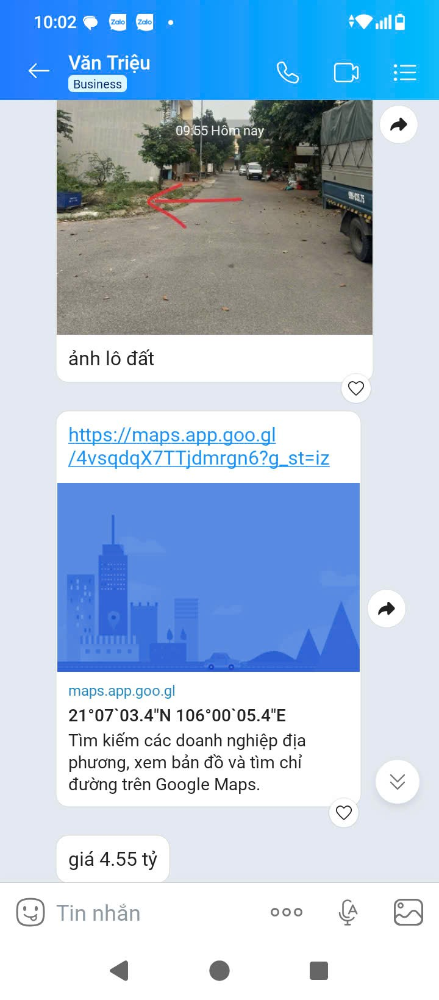 10:02
Zalo
Zalo
Văn Triệu
Business
09:55 Hôm nay
ảnh lô đất
https://maps.app.goo.gl
/4vsqdqX7TTjdmrgn6?g_st=iz
maps.app.goo.gl
21°07`03.4"N 106°00`05.4"E
Tìm kiếm các doanh nghiệp địa
phương, xem bản đồ và tìm chỉ
đường trên Google Maps.
giá 4.55 tỷ
Tin nhắn